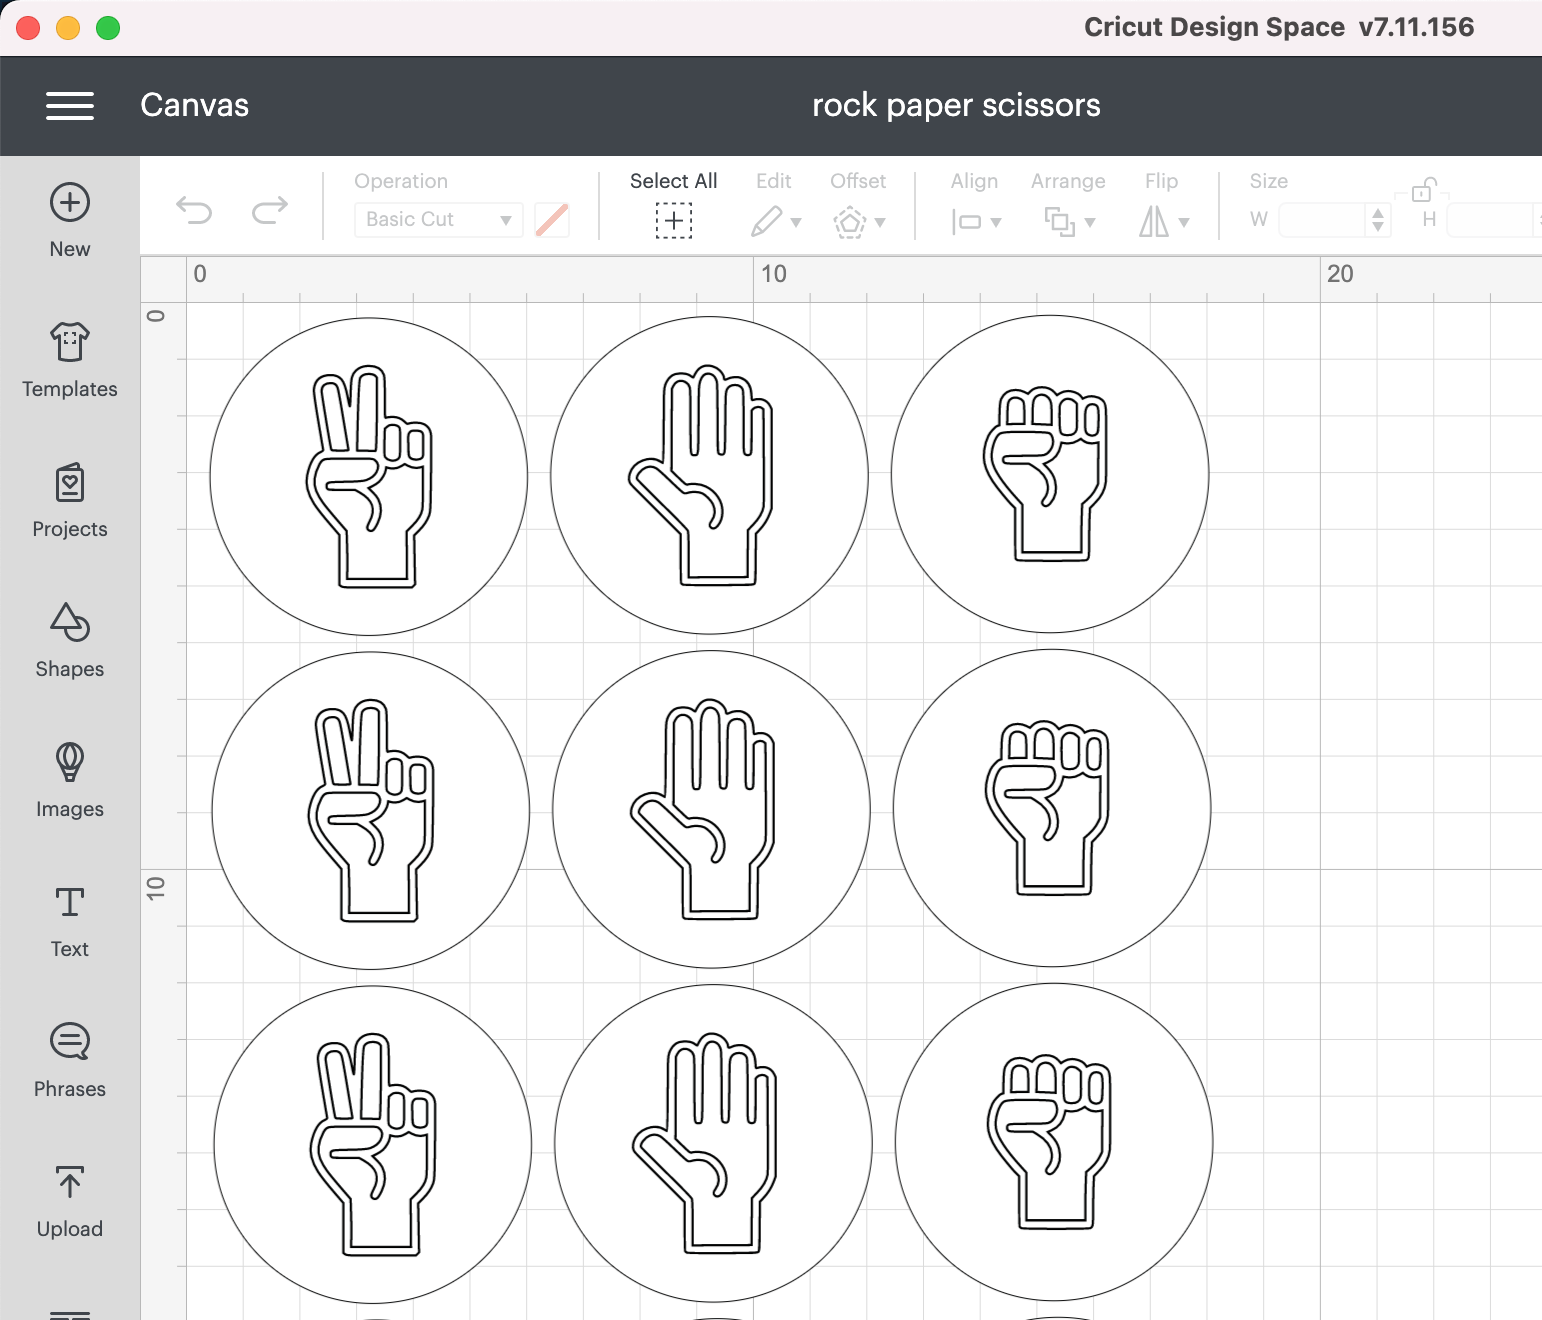 Cricut Design Space v7.11.156
Canvas
rock paper scissors
New
Templates
Projects
Shapes
Images
Text
Phrases
Upload
Operation
Basic Cut
Select All
Edit
Offset
Align
Arrange
Flip
Size
W
H
0
10
20
0
10